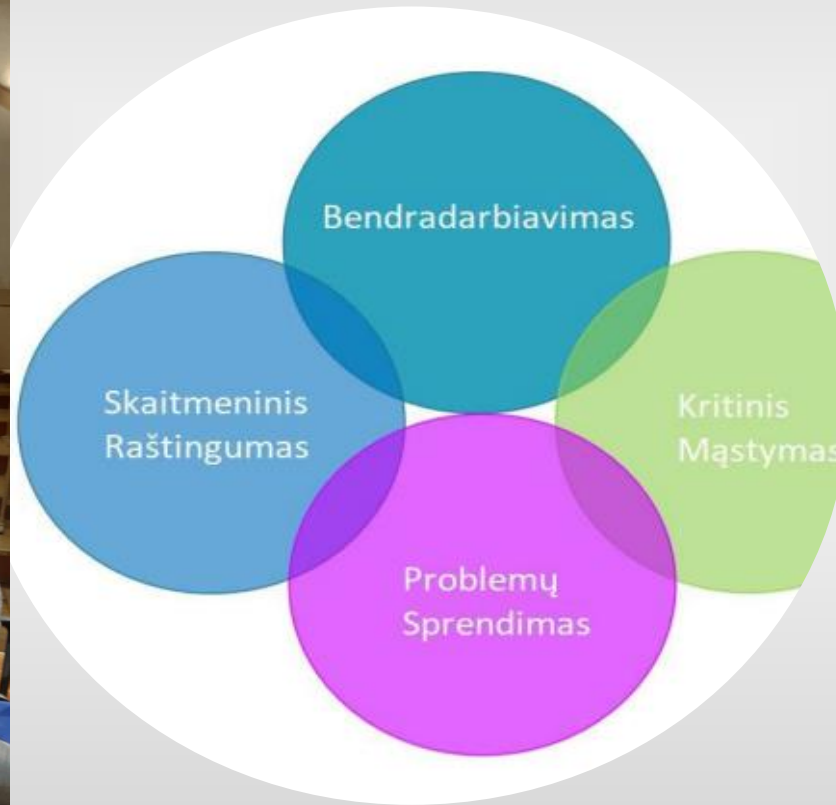 Bendradarbiavimas
Skaitmeninis
Raštingumas
Kritinis
Mąstymas
Problemų
Sprendimas